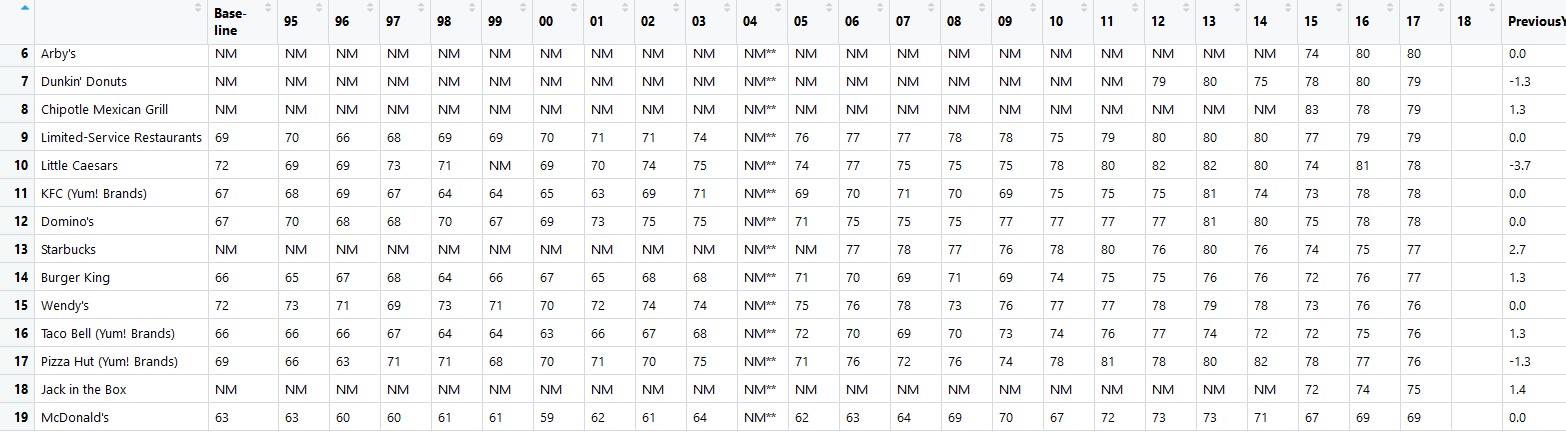 Base-line 95 96 97 98 99 00 01 02 03 04 05 06 07 08 09 10 11 12 13 14 15 16 17 18 PreviousY
6 Arby's NM NM NM NM NM NM NM NM NM NM NM** NM NM NM NM NM NM NM NM NM NM 74 80 80 0.0
7 Dunkin' Donuts NM NM NM NM NM NM NM NM NM NM NM** NM NM NM NM NM NM NM 79 80 75 78 80 79 -1.3
8 Chipotle Mexican Grill NM NM NM NM NM NM NM NM NM NM NM** NM NM NM NM NM NM NM NM NM NM 83 78 79 1.3
9 Limited-Service Restaurants 69 70 66 68 69 69 70 71 71 74 NM** 76 77 77 78 78 75 79 80 80 80 77 79 79 0.0
10 Little Caesars 72 69 69 73 71 NM 69 70 74 75 NM** 74 77 75 75 75 78 80 82 82 80 74 81 78 -3.7
11 KFC (Yum! Brands) 67 68 69 67 64 64 65 63 69 71 NM** 69 70 71 70 69 75 75 75 81 74 73 78 78 0.0
12 Domino's 67 70 68 68 70 67 69 73 75 75 NM** 71 75 75 75 77 77 77 77 81 80 75 78 78 0.0
13 Starbucks NM NM NM NM NM NM NM NM NM NM NM** NM 77 78 77 76 78 80 76 80 76 74 75 77 2.7
14 Burger King 66 65 67 68 64 66 67 65 68 68 NM** 71 70 69 71 69 74 75 75 76 76 72 76 77 1.3
15 Wendy's 72 73 71 69 73 71 70 72 74 74 NM** 75 76 78 73 76 77 77 78 79 78 73 76 76 0.0
16 Taco Bell (Yum! Brands) 66 66 66 67 64 64 63 66 67 68 NM** 72 70 69 70 73 74 76 77 74 72 72 75 76 1.3
17 Pizza Hut (Yum! Brands) 69 66 63 71 71 68 70 71 70 75 NM** 71 76 72 76 74 78 81 78 80 82 78 77 76 -1.3
18 Jack in the Box NM NM NM NM NM NM NM NM NM NM NM** NM NM NM NM NM NM NM NM NM NM 72 74 75 1.4
19 McDonald's 63 63 60 60 61 61 59 62 61 64 NM** 62 63 64 69 70 67 72 73 73 71 67 69 69 0.0